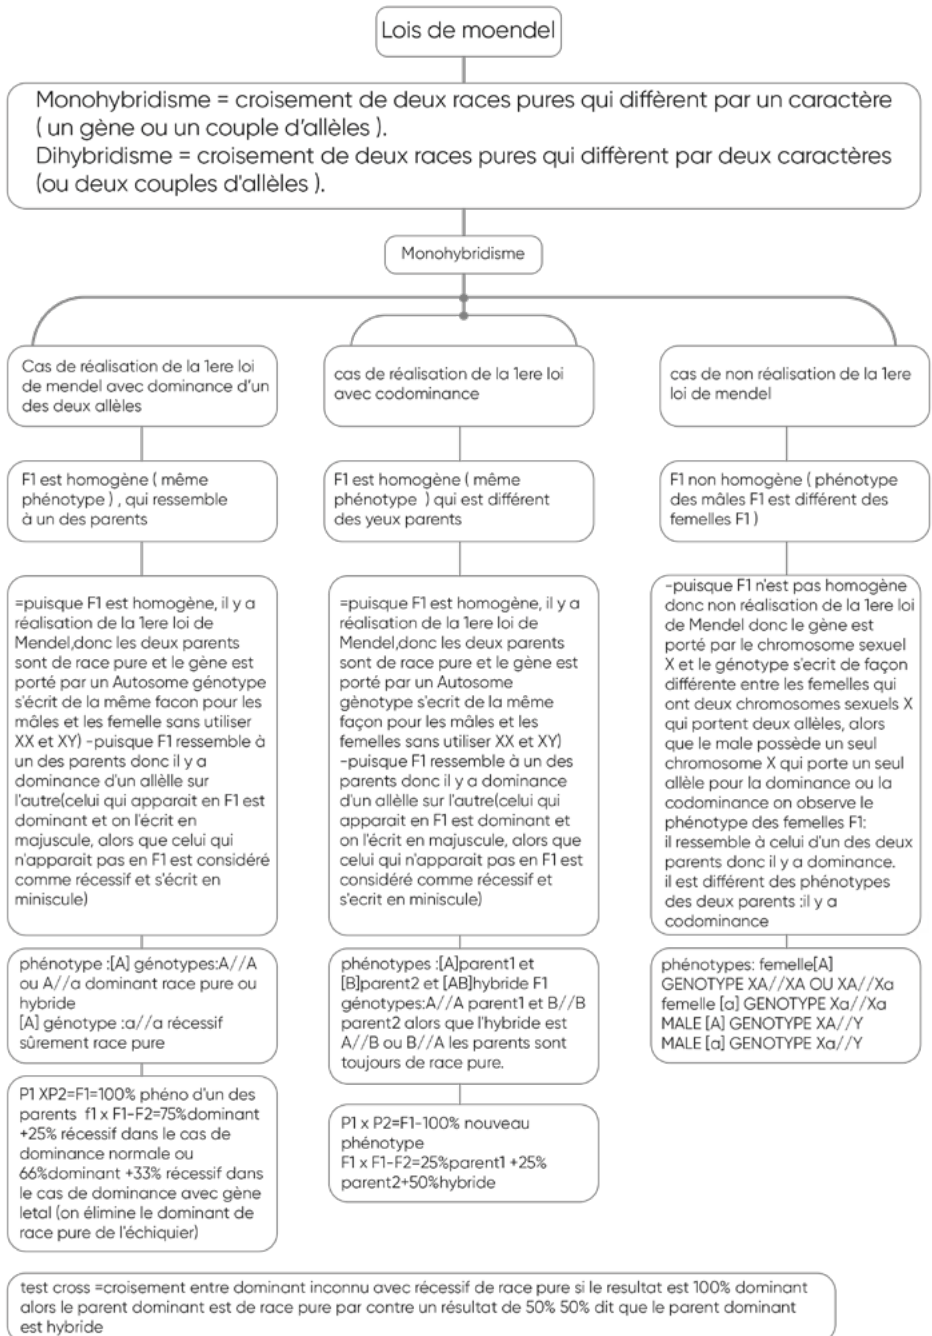 Lois de moendel
Monohybridisme = croisement de deux races pures qui diffèrent par un caractère
( un gène ou un couple d'allèles ).
Dihybridisme = croisement de deux races pures qui diffèrent par deux caractères
(ou deux couples d'allèles ).
Monohybridisme
Cas de réalisation de la 1ere loi
de mendel avec dominance d'un
des deux allèles
F1 est homogène ( même
phénotype ) , qui ressemble
à un des parents
=puisque F1 est homogène, il y a
réalisation de la 1ere loi de
Mendel,donc les deux parents
sont de race pure et le gène est
porté par un Autosome génotype
s'écrit de la même facon pour les
mâles et les femelle sans utiliser
XX et XY) -puisque F1 ressemble à
un des parents donc il y a
dominance d'un allèlle sur
l'autre(celui qui apparait en F1 est
dominant et on l'écrit en
majuscule, alors que celui qui
n'apparait pas en F1 est considéré
comme récessif et s'écrit en
miniscule)
phénotype :[A] génotypes:A//A
ou A//a dominant race pure ou
hybride
[A] génotype :a//a récessif
sûrement race pure
P1 XP2=F1=100% phéno d'un des
parents f1 x F1-F2=75%dominant
+25% récessif dans le cas de
dominance normale ou
66%dominant +33% récessif dans
le cas de dominance avec gène
letal (on élimine le dominant de
race pure de l'échiquier)
cas de réalisation de la 1ere loi
avec codominance
F1 est homogène ( même
phénotype ) qui est différent
des yeux parents
=puisque F1 est homogène, il y a
réalisation de la 1ere loi de
Mendel,donc les deux parents
sont de race pure et le gène est
porté par un Autosome
gènotype s'ecrit de la même
façon pour les mâles et les
femelles sans utiliser XX et XY)
-puisque F1 ressemble à un des
parents donc il y a dominance
d'un allèlle sur l'autre(celui qui
apparait en F1 est dominant et
on l'écrit en majuscule, alors que
celui qui n'apparait pas en F1 est
considéré comme récessif et
s'ecrit en miniscule)
phénotypes :[A]parent1 et
[B]parent2 et [AB]hybride F1
génotypes:A//A parent1 et B//B
parent2 alors que l'hybride est
A//B ou B//A les parents sont
toujours de race pure.
P1 x P2=F1-100% nouveau
phénotype
F1 x F1-F2=25%parent1 +25%
parent2+50%hybride
cas de non réalisation de la 1ere
loi de mendel
F1 non homogène ( phénotype
des mâles F1 est différent des
femelles F1 )
-puisque F1 n'est pas homogène
donc non réalisation de la 1ere loi
de Mendel donc le gène est
porté par le chromosome sexuel
X et le génotype s'ecrit de façon
différente entre les femelles qui
ont deux chromosomes sexuels X
qui portent deux allèles, alors
que le male possède un seul
chromosome X qui porte un seul
allèle pour la dominance ou la
codominance on observe le
phénotype des femelles F1:
il ressemble à celui d'un des deux
parents donc il y a dominance.
il est différent des phénotypes
des deux parents :il y a
codominance
phénotypes: femelle[A]
GENOTYPE XA//XA OU XA//Xa
femelle [a] GENOTYPE Xa//Xa
MALE [A] GENOTYPE XA//Y
MALE [a] GENOTYPE Xa//Y
test cross =croisement entre dominant inconnu avec récessif de race pure si le resultat est 100% dominant
alors le parent dominant est de race pure par contre un résultat de 50% 50% dit que le parent dominant
est hybride